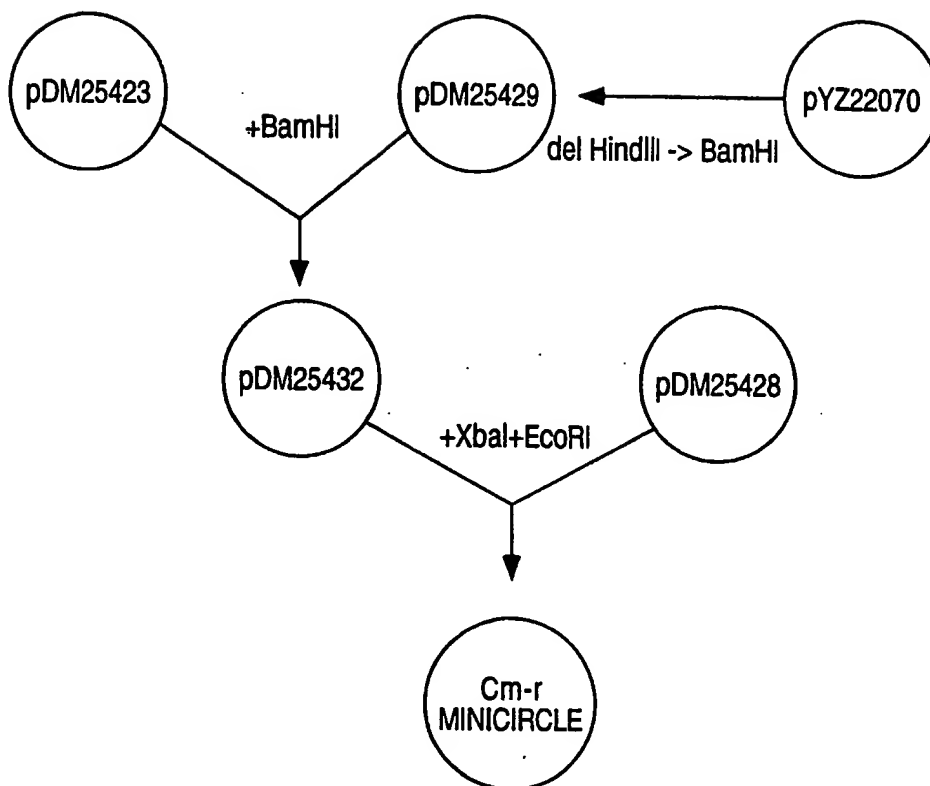 pDM25423
pDM25429
pYZ22070
+BamHI
del HindIII -> BamHI
pDM25432
pDM25428
+XbaI+EcoRI
Cm-r
MINICIRCLE